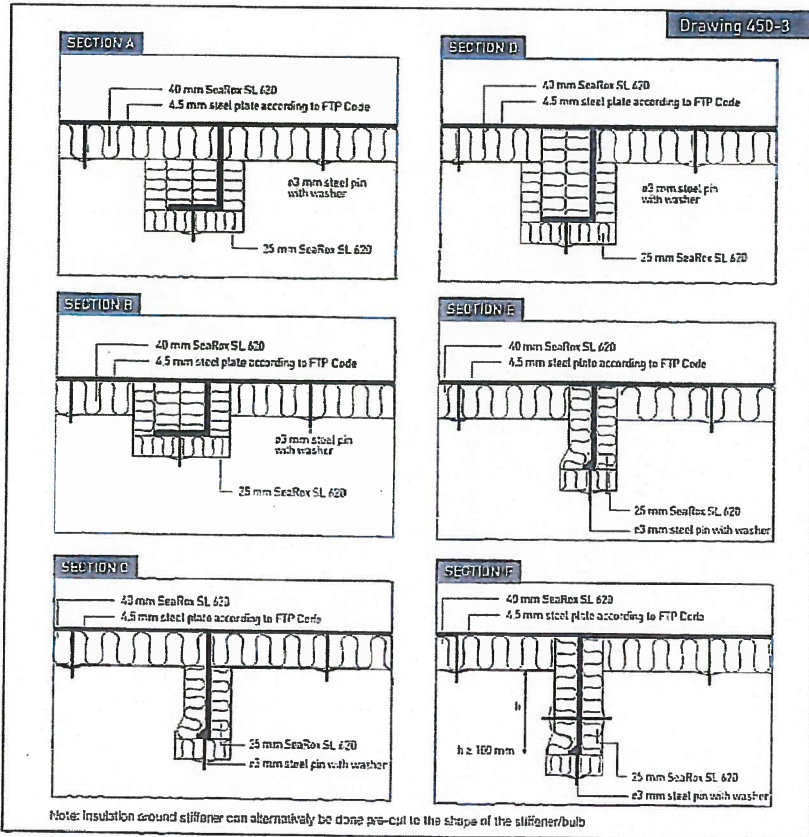 Drawing 450-3
SECTION A
40 mm SeaRox SL 620
4.5 mm steel plate according to FTP Code
ø3 mm steel pin
with washer
25 mm SeaRox SL 620
SECTION D
40 mm SeaRox SL 620
4.5 mm steel plate according to FTP Code
ø3 mm steel pin
with washer
25 mm SeaRox SL 620
SECTION B
40 mm SeaRox SL 620
4.5 mm steel plate according to FTP Code
ø3 mm steel pin
with washer
25 mm SeaRox SL 620
SECTION E
40 mm SeaRox SL 620
4.5 mm steel plate according to FTP Code
25 mm SeaRox SL 620
ø3 mm steel pin with washer
SECTION C
40 mm SeaRox SL 620
4.5 mm steel plate according to FTP Code
25 mm SeaRox SL 620
ø3 mm steel pin with washer
SECTION F
40 mm SeaRox SL 620
4.5 mm steel plate according to FTP Code
h
h ≥ 100 mm
25 mm SeaRox SL 620
ø3 mm steel pin with washer
Note: Insulation around stiffener can alternatively be done pre-cut to the shape of the stiffener/bulb